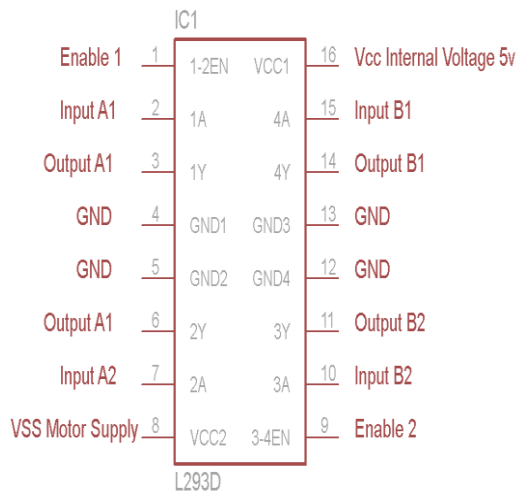 IC1
Enable 1 1 1-2EN VCC1 16 Vcc Internal Voltage 5v
Input A1 2 1A 4A 15 Input B1
Output A1 3 1Y 4Y 14 Output B1
GND 4 GND1 GND3 13 GND
GND 5 GND2 GND4 12 GND
Output A1 6 2Y 3Y 11 Output B2
Input A2 7 2A 3A 10 Input B2
VSS Motor Supply 8 VCC2 3-4EN 9 Enable 2
L293D